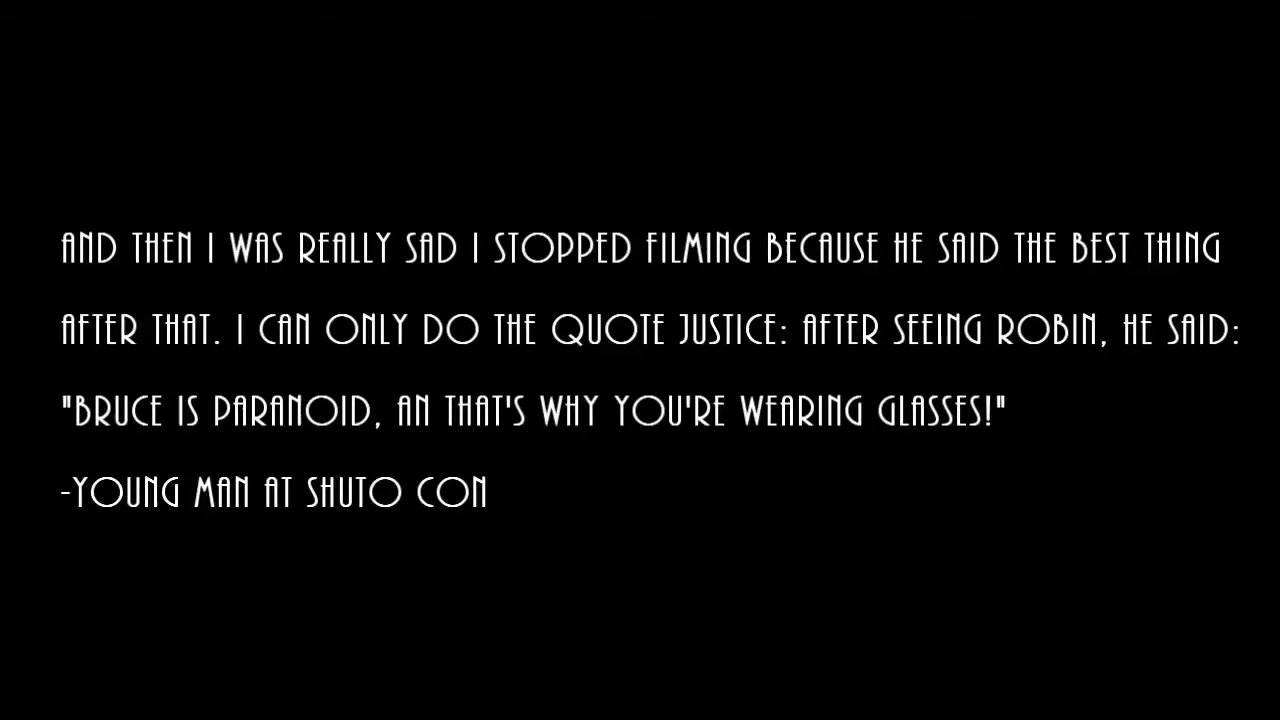 AND THEN I WAS REALLY SAD I STOPPED FILMING BECAUSE HE SAID THE BEST THING
AFTER THAT. I CAN ONLY DO THE QUOTE JUSTICE: AFTER SEEING ROBIN, HE SAID:
"BRUCE IS PARANOID, AN THAT'S WHY YOU'RE WEARING GLASSES!"
-YOUNG MAN AT SHUTO CON